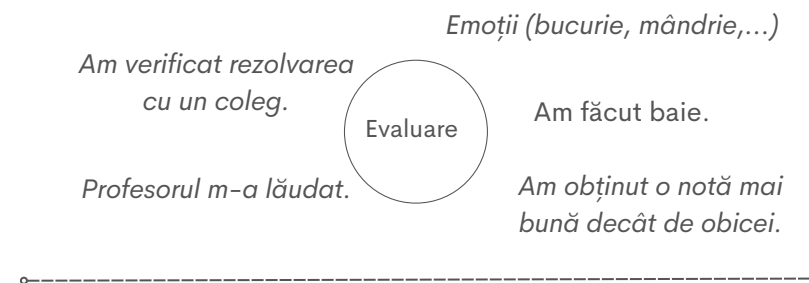 Emoții (bucurie, mândrie,...)
Am verificat rezolvarea
cu un coleg.
Evaluare
Am făcut baie.
Profesorul m-a lăudat.
Am obținut o notă mai
bună decât de obicei.